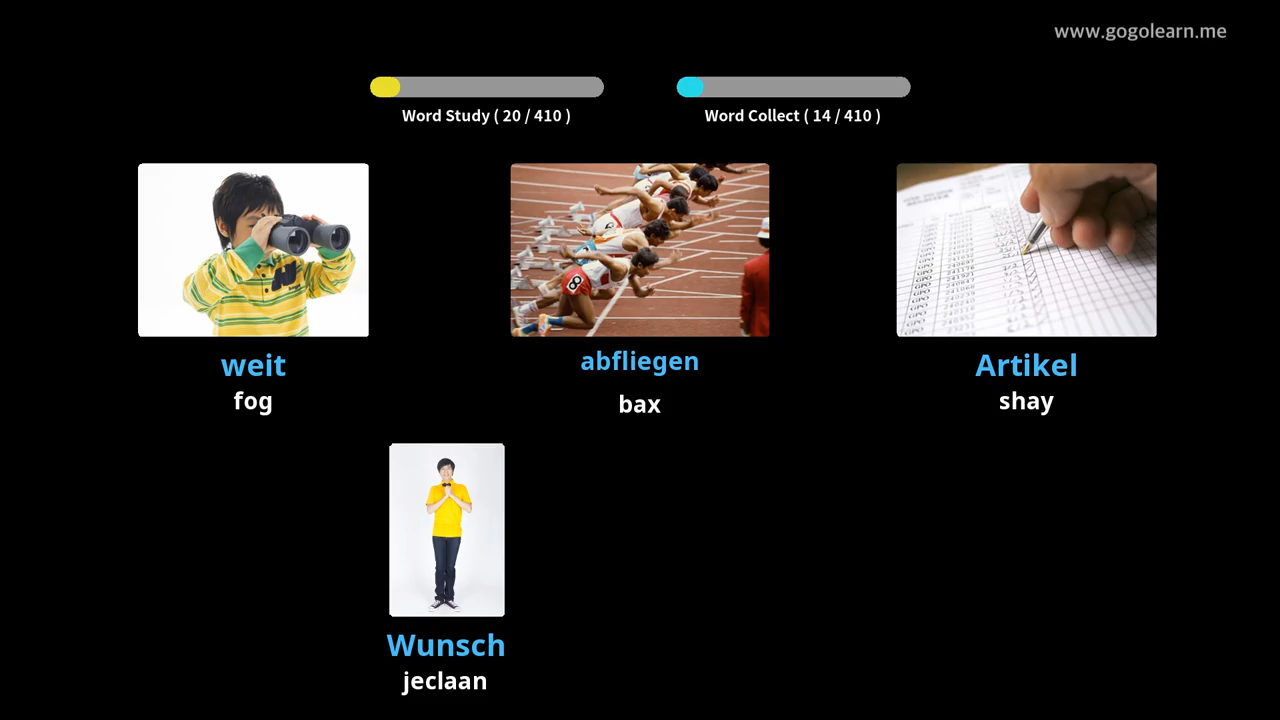 www.gogolearn.me
Word Study ( 20 / 410 )
Word Collect ( 14 / 410 )
weit
fog
abfliegen
bax
Artikel
shay
Wunsch
jeclaan